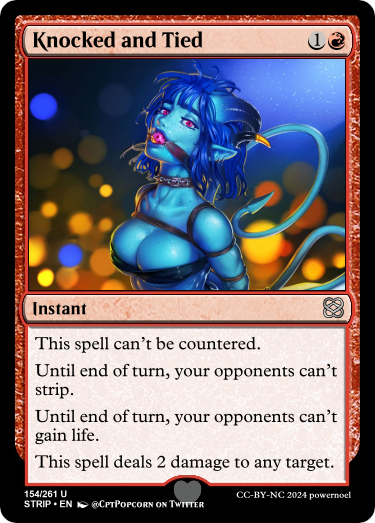 Knocked and Tied 1
Instant
This spell can't be countered.
Until end of turn, your opponents can't
strip.
Until end of turn, your opponents can't
gain life.
This spell deals 2 damage to any target.
154/261 U
STRIP • EN @CptPopcorn on Twitter
CC-BY-NC 2024 powernoel